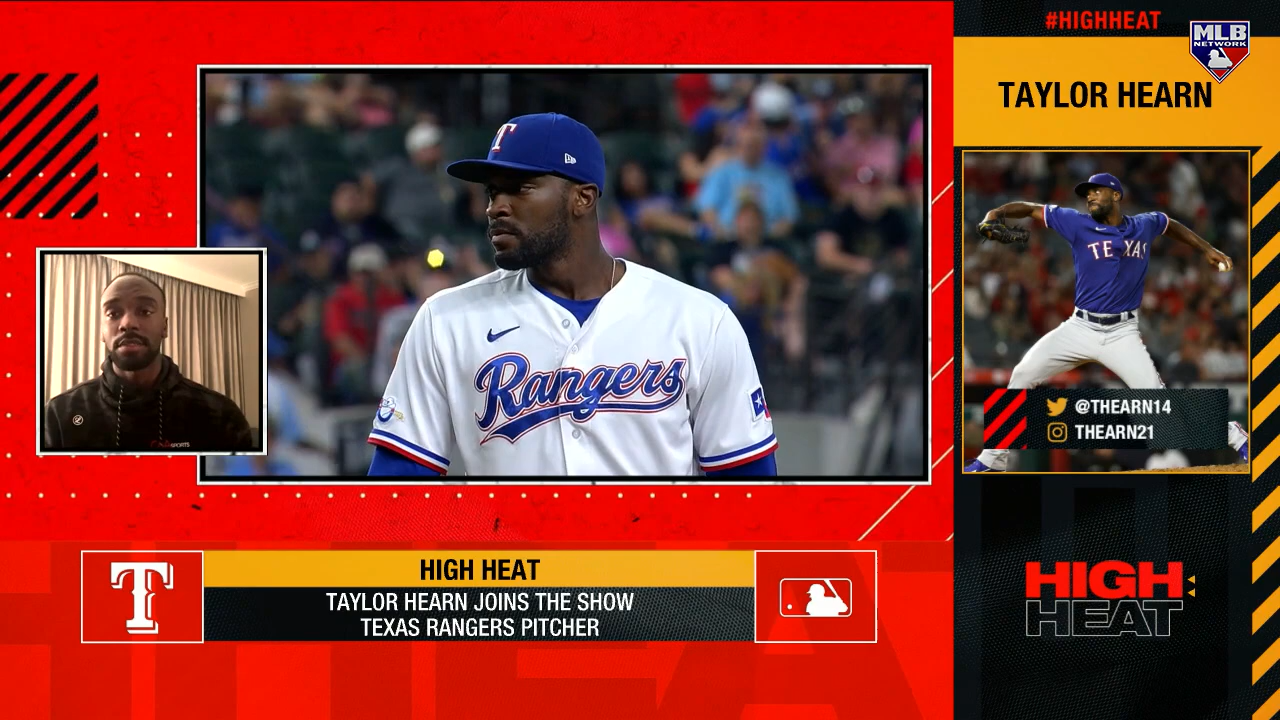 #HIGHHEAT
MLB
NETWORK
TAYLOR HEARN
T
Rangers
TEXAS
@THEARN14
THEARN21
SPORTS
HIGH HEAT
TAYLOR HEARN JOINS THE SHOW
TEXAS RANGERS PITCHER
T
HIGH
HEAT